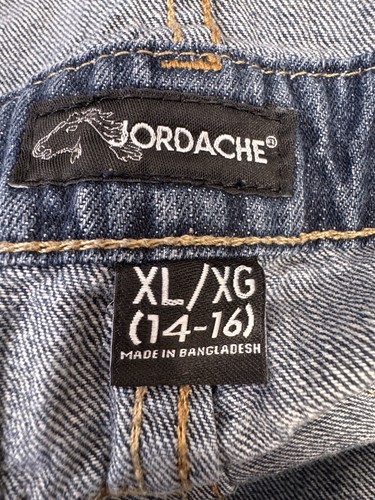 JORDACHE®
XL/XG
(14-16)
MADE IN BANGLADESH